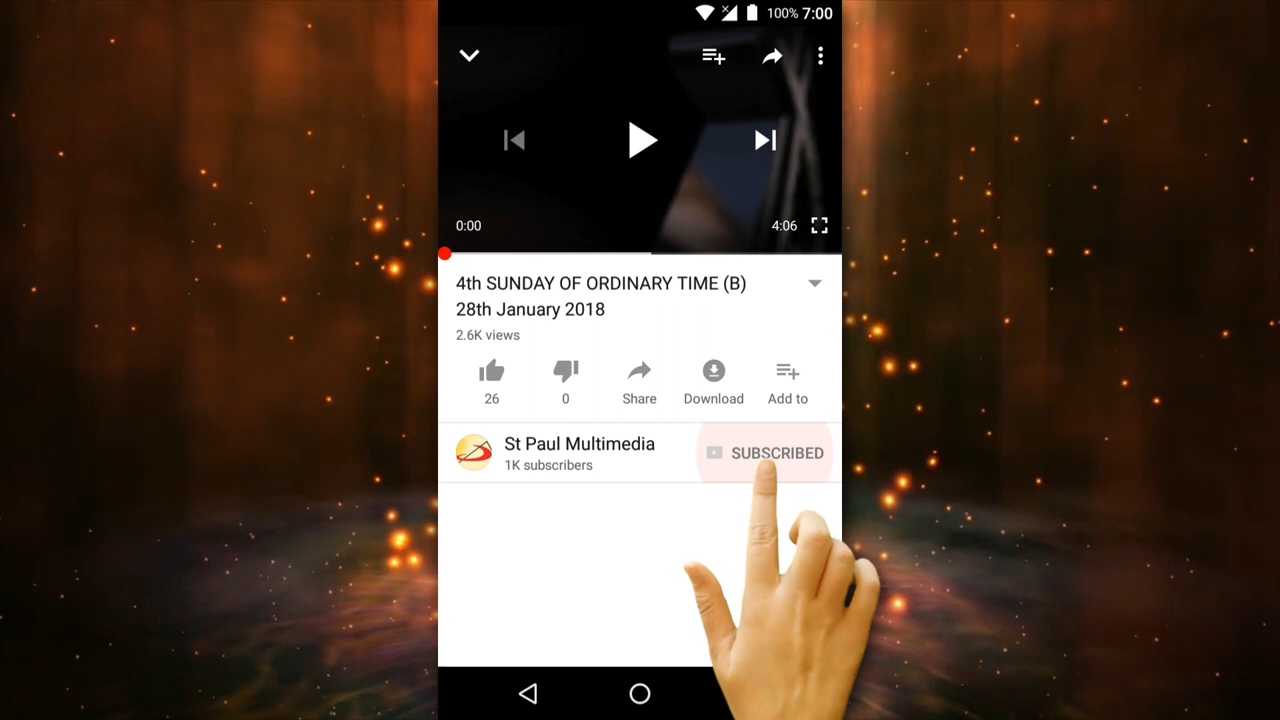 100% 7:00
0:00
4:06
4th SUNDAY OF ORDINARY TIME (B)
28th January 2018
2.6K views
26
0
Share
Download
Add to
St Paul Multimedia
1K subscribers
SUBSCRIBED